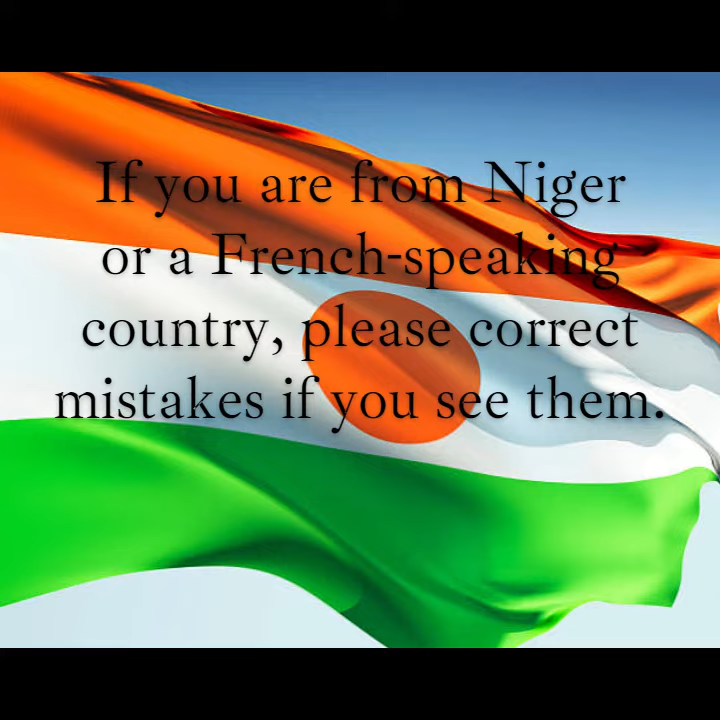 If you are from Niger
or a French-speaking
country, please correct
mistakes if you see them.